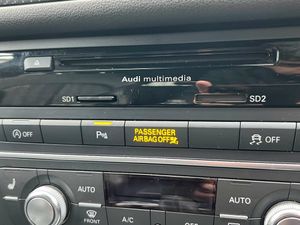 Audi multimedia
SD1
SD2
OFF
P
PASSENGER
AIRBAG OFF
OFF
AUTO
AUTO
FRONT
A/C